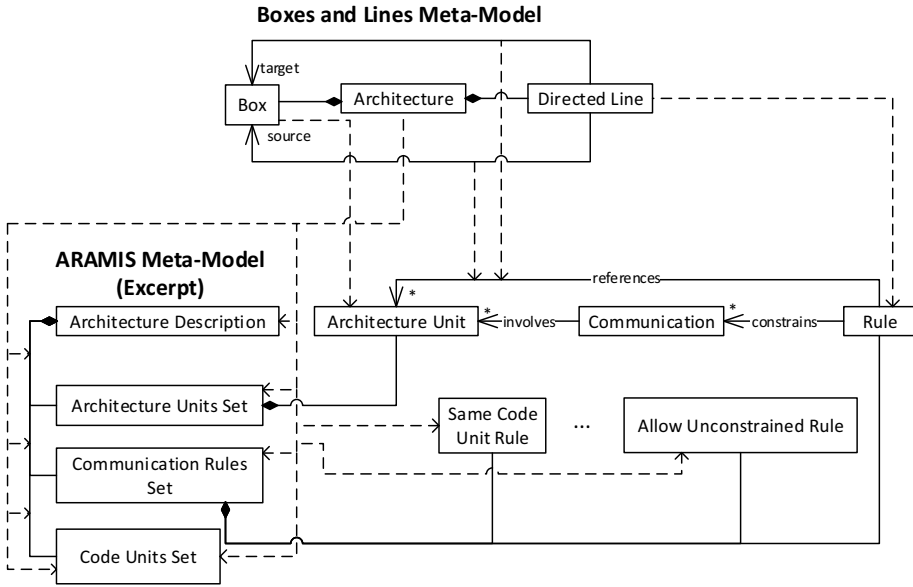 Boxes and Lines Meta-Model
target
Box
Architecture
Directed Line
source
ARAMIS Meta-Model
(Excerpt)
references
*
Architecture Description
Architecture Unit
*
involves
Communication
*
constrains
Rule
Architecture Units Set
Same Code
Unit Rule
...
Allow Unconstrained Rule
Communication Rules
Set
Code Units Set